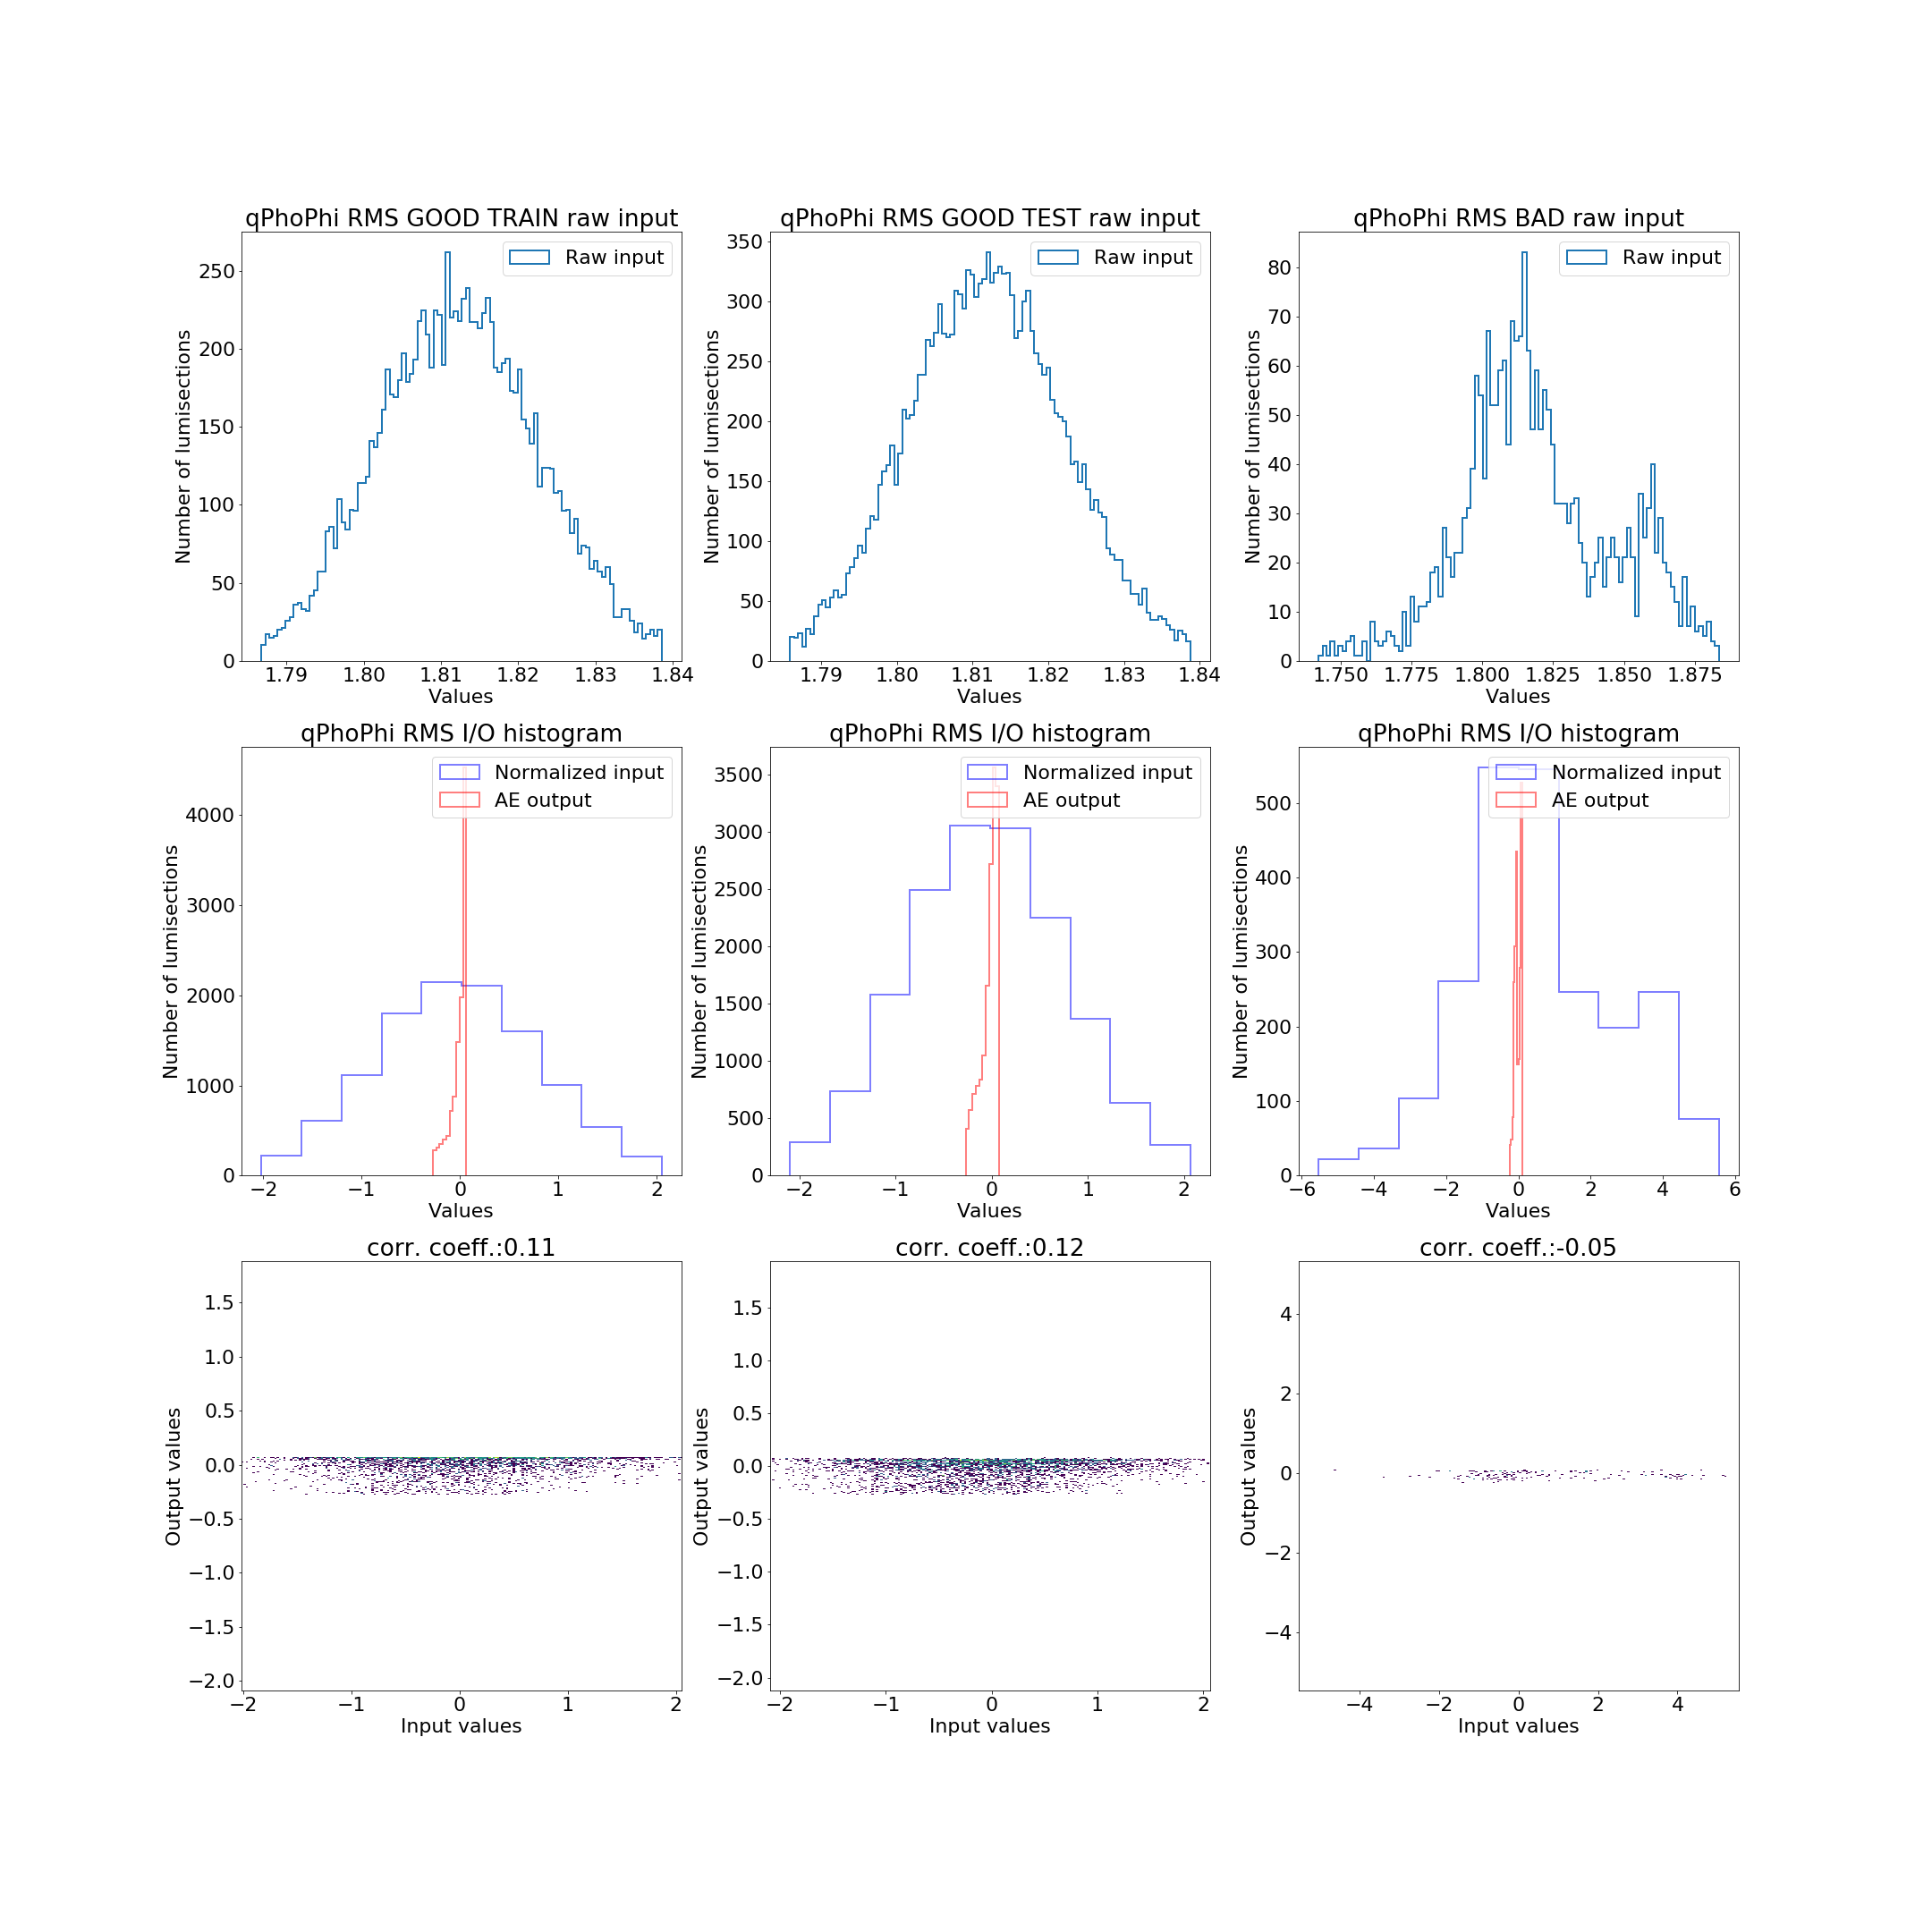 qPhoPhi RMS GOOD TRAIN raw input
Raw input
Number of lumisections
250
200
150
100
50
0
1.79 1.80 1.81 1.82 1.83 1.84
Values
qPhoPhi RMS GOOD TEST raw input
Raw input
Number of lumisections
350
300
250
200
150
100
50
0
1.79 1.80 1.81 1.82 1.83 1.84
Values
qPhoPhi RMS BAD raw input
Raw input
Number of lumisections
80
70
60
50
40
30
20
10
0
1.750 1.775 1.800 1.825 1.850 1.875
Values
qPhoPhi RMS I/O histogram
Normalized input
AE output
Number of lumisections
4000
3000
2000
1000
0
−2 −1 0 1 2
Values
qPhoPhi RMS I/O histogram
Normalized input
AE output
Number of lumisections
3500
3000
2500
2000
1500
1000
500
0
−2 −1 0 1 2
Values
qPhoPhi RMS I/O histogram
Normalized input
AE output
Number of lumisections
500
400
300
200
100
0
−6 −4 −2 0 2 4 6
Values
corr. coeff.:0.11
Output values
1.5
1.0
0.5
0.0
−0.5
−1.0
−1.5
−2.0
−2 −1 0 1 2
Input values
corr. coeff.:0.12
Output values
1.5
1.0
0.5
0.0
−0.5
−1.0
−1.5
−2.0
−2 −1 0 1 2
Input values
corr. coeff.:-0.05
Output values
4
2
0
−2
−4
−4 −2 0 2 4
Input values